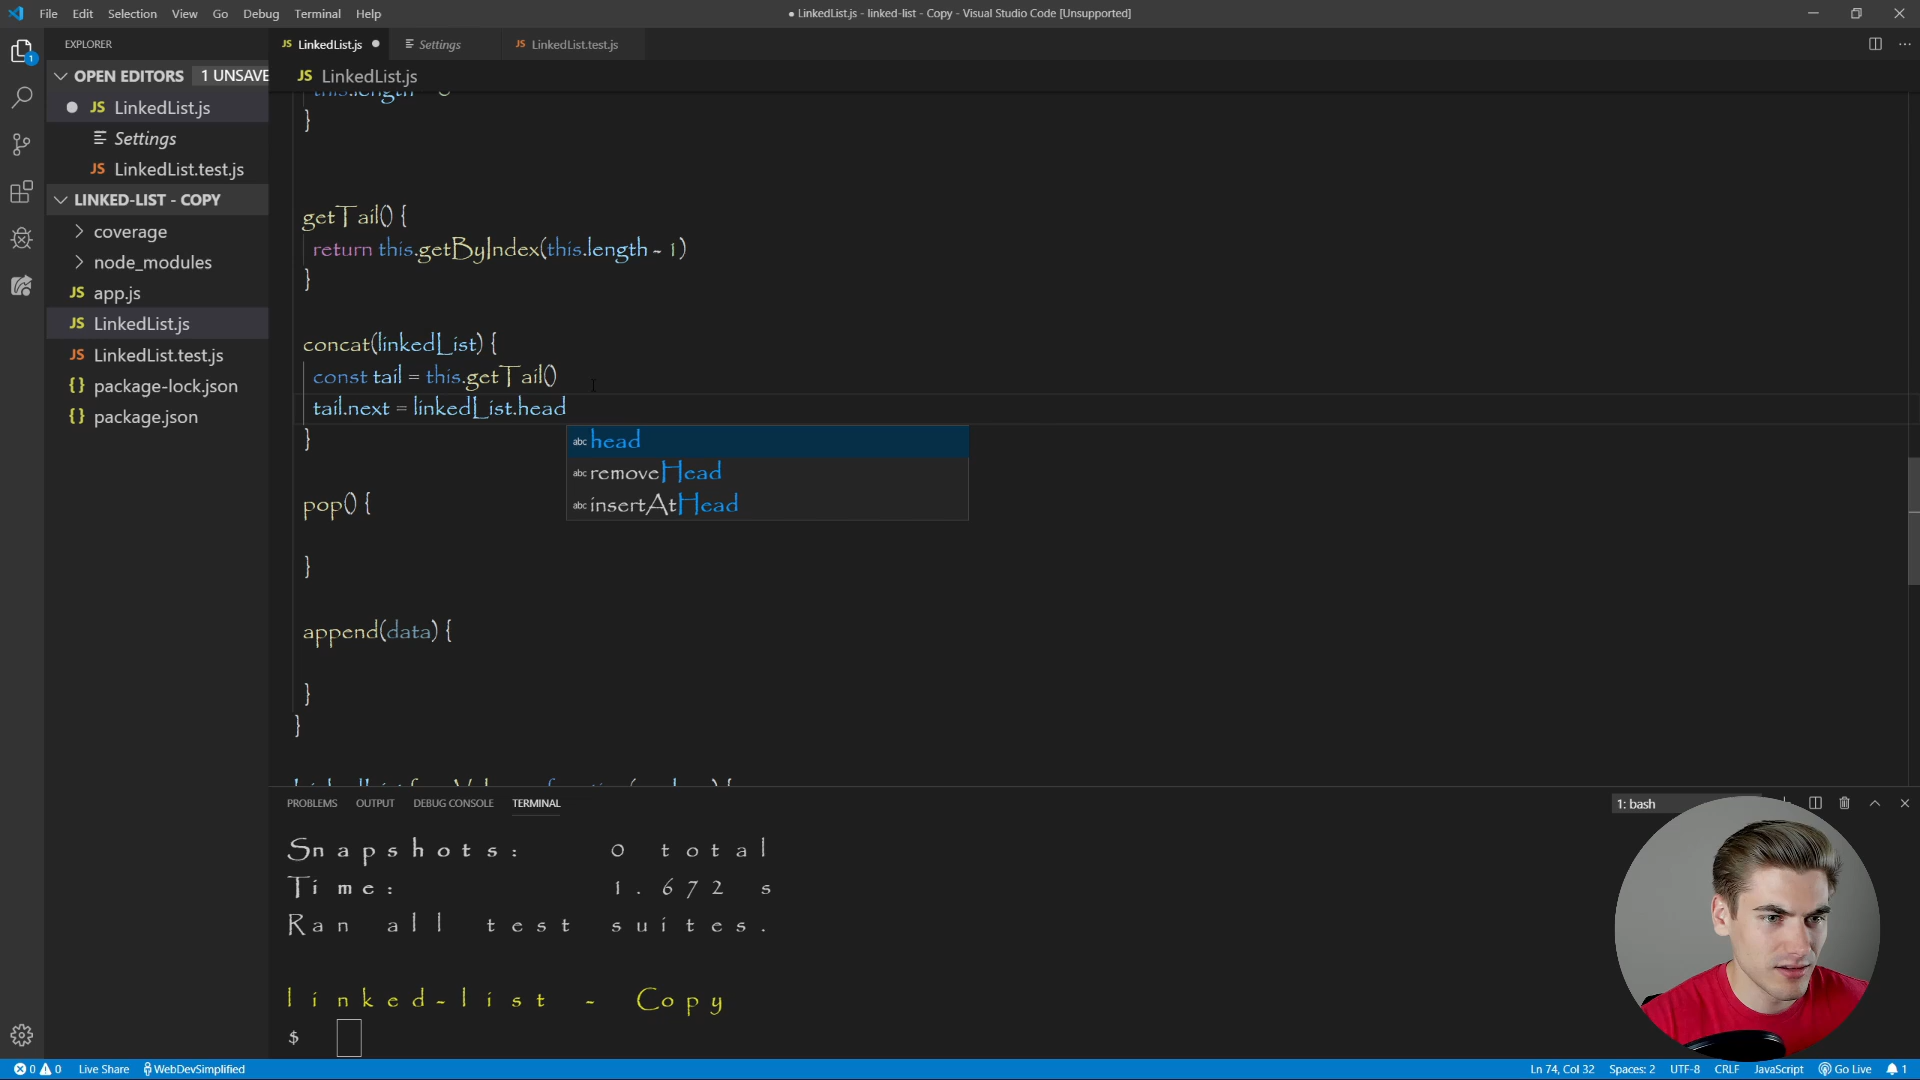 File Edit Selection View Go Debug Terminal Help
● LinkedList.js - linked-list - Copy - Visual Studio Code [Unsupported]
EXPLORER
OPEN EDITORS 1 UNSAVE
JS LinkedList.js
Settings
JS LinkedList.test.js
LINKED-LIST - COPY
coverage
node_modules
JS app.js
JS LinkedList.js
JS LinkedList.test.js
{} package-lock.json
{} package.json
JS LinkedList.js Settings JS LinkedList.test.js
JS LinkedList.js
}
getTail() {
return this.getByIndex(this.length - 1)
}
concat(linkedList) {
const tail = this.getTail()
tail.next = linkedList.head
}
abc head
abc removeHead
abc insertAtHead
pop() {
}
append(data) {
}
}
PROBLEMS OUTPUT DEBUG CONSOLE TERMINAL
1: bash
Snapshots: 0 total
Time: 1.672 s
Ran all test suites.
linked-list - Copy
$
1
0 0 Live Share WebDevSimplified
Ln 74, Col 32 Spaces: 2 UTF-8 CRLF JavaScript Go Live 1